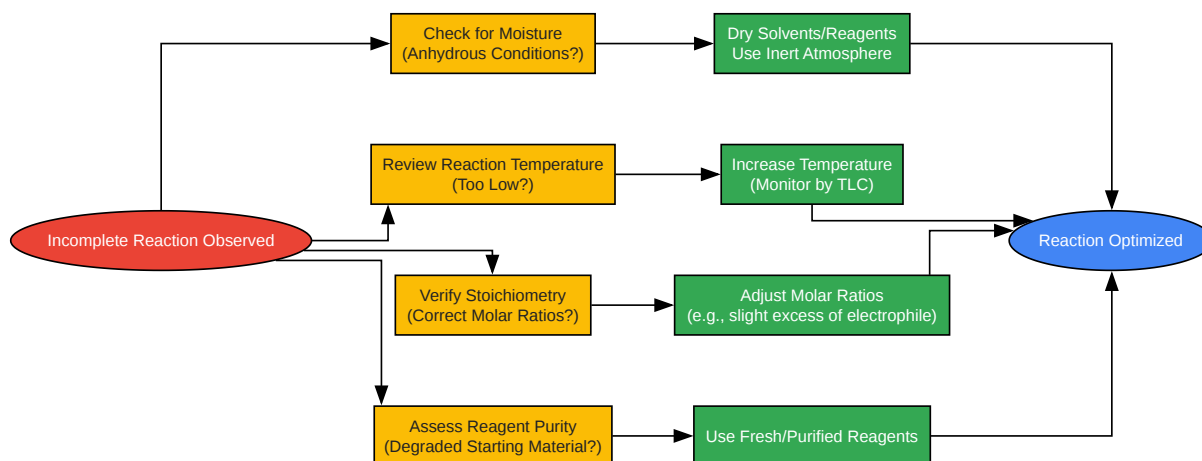 Check for Moisture
(Anhydrous Conditions?)
Dry Solvents/Reagents
Use Inert Atmosphere
Review Reaction Temperature
(Too Low?)
Increase Temperature
(Monitor by TLC)
Incomplete Reaction Observed
Reaction Optimized
Verify Stoichiometry
(Correct Molar Ratios?)
Adjust Molar Ratios
(e.g., slight excess of electrophile)
Assess Reagent Purity
(Degraded Starting Material?)
Use Fresh/Purified Reagents